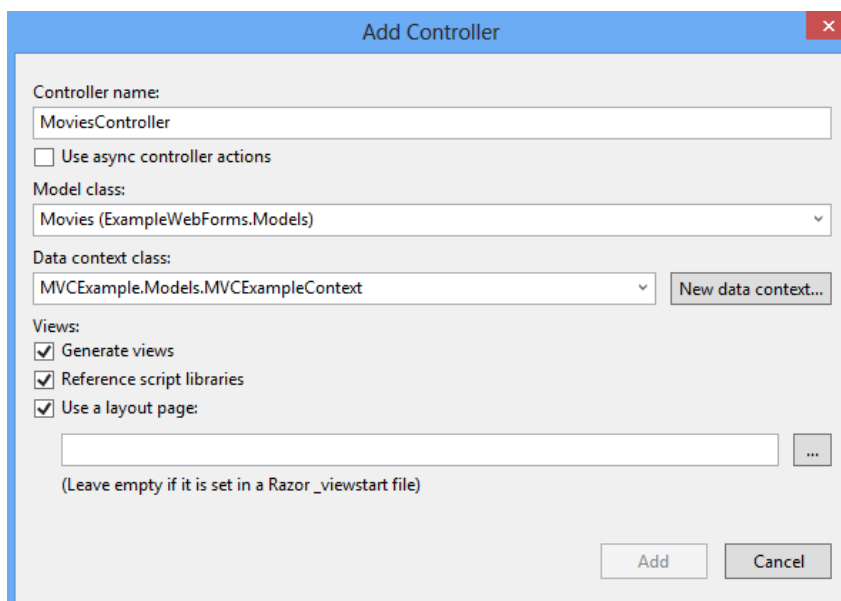 Add Controller
Controller name:
MoviesController
Use async controller actions
Model class:
Movies (ExampleWebForms.Models)
Data context class:
MVCExample.Models.MVCExampleContext
New data context...
Views:
Generate views
Reference script libraries
Use a layout page:
...
(Leave empty if it is set in a Razor _viewstart file)
Add
Cancel